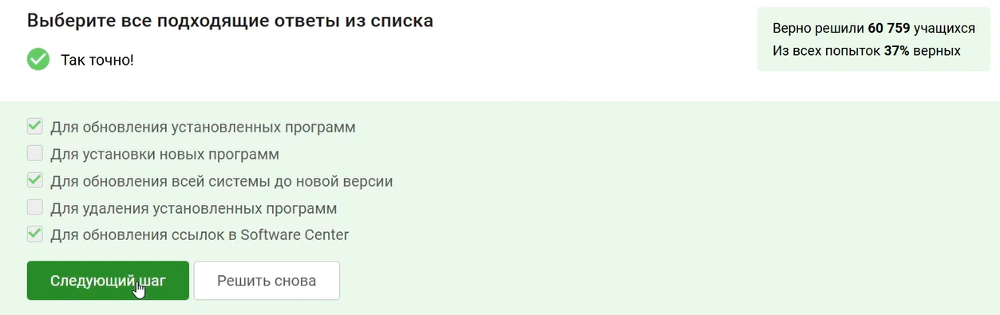 Выберите все подходящие ответы из списка
Верно решили 60 759 учащихся
Из всех попыток 37% верных
Так точно!
Для обновления установленных программ
Для установки новых программ
Для обновления всей системы до новой версии
Для удаления установленных программ
Для обновления ссылок в Software Center
Следующий шаг
Решить снова